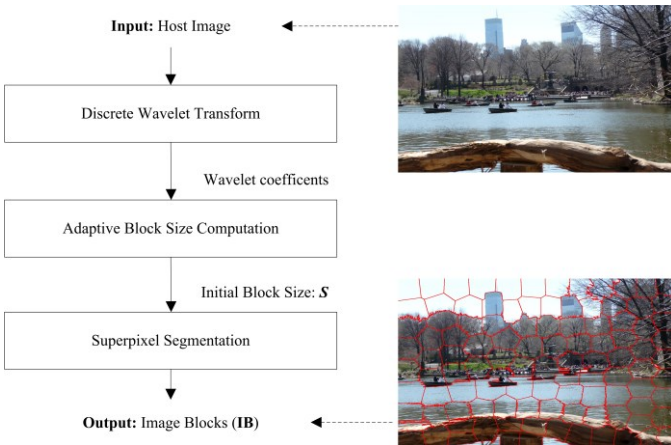 Input: Host Image
Discrete Wavelet Transform
Wavelet coefficents
Adaptive Block Size Computation
Initial Block Size: S
Superpixel Segmentation
Output: Image Blocks (IB)